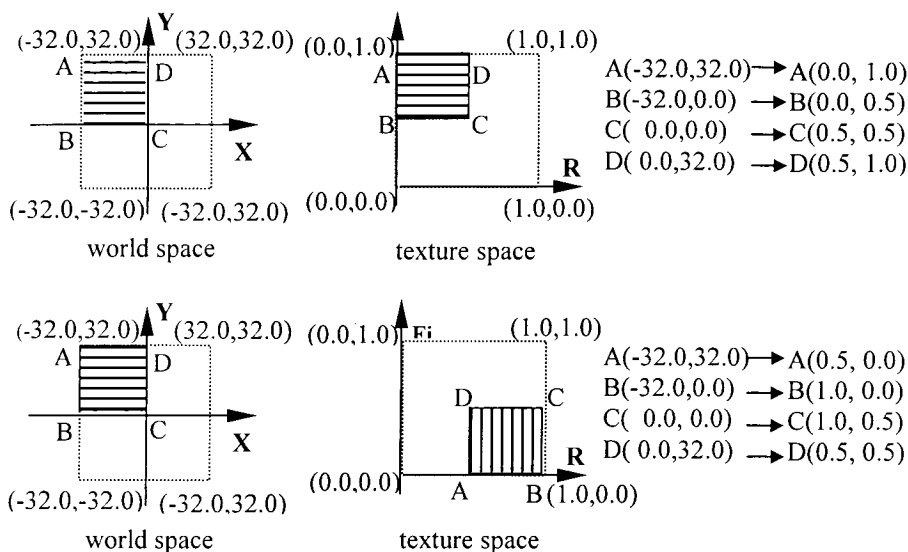 Y
(-32.0,32.0) (32.0,32.0)
A D
B C
X
(-32.0,-32.0) (-32.0,32.0)
world space
(0.0,1.0) (1.0,1.0)
A D
B C
R
(0.0,0.0) (1.0,0.0)
texture space
A(-32.0,32.0) → A(0.0, 1.0)
B(-32.0,0.0) → B(0.0, 0.5)
C( 0.0,0.0) → C(0.5, 0.5)
D( 0.0,32.0) → D(0.5, 1.0)
Y
(-32.0,32.0) (32.0,32.0)
A D
B C
X
(-32.0,-32.0) (-32.0,32.0)
world space
(0.0,1.0) Fi (1.0,1.0)
D C
R
(0.0,0.0) A B (1.0,0.0)
texture space
A(-32.0,32.0) → A(0.5, 0.0)
B(-32.0,0.0) → B(1.0, 0.0)
C( 0.0, 0.0) → C(1.0, 0.5)
D( 0.0,32.0) → D(0.5, 0.5)